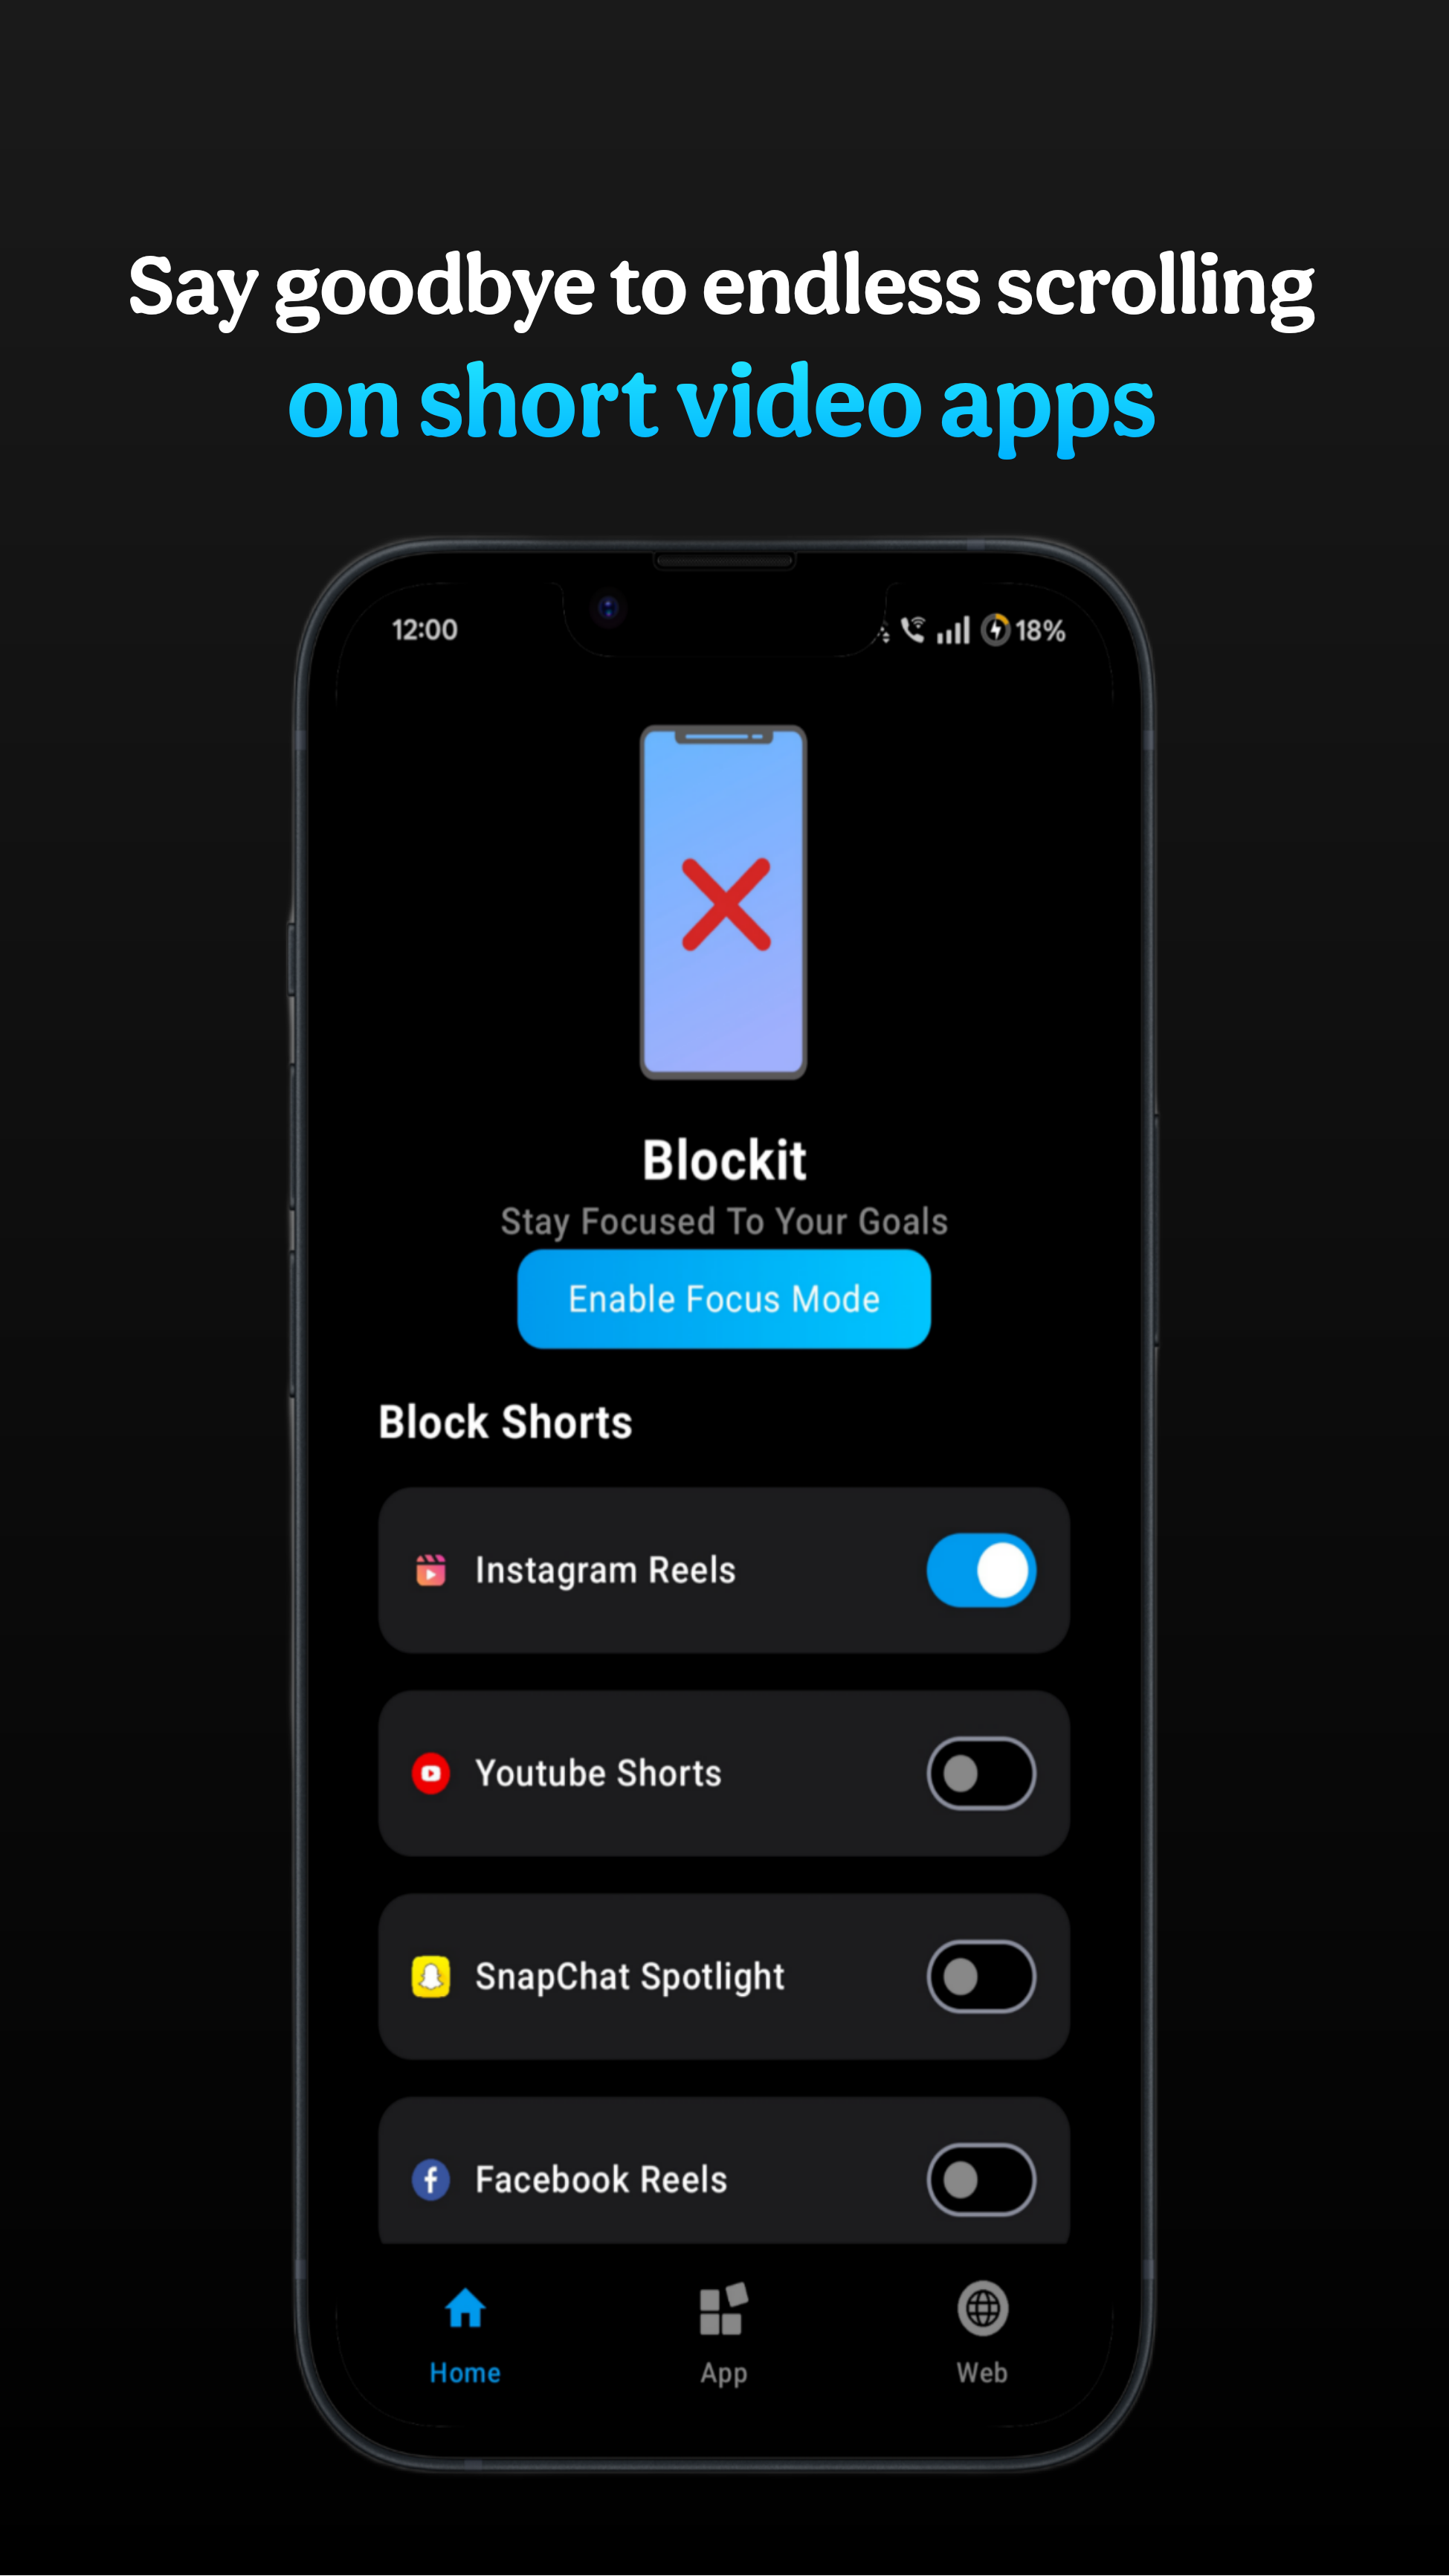 Say goodbye to endless scrolling
on short video apps
12:00
18%
Blockit
Stay Focused To Your Goals
Enable Focus Mode
Block Shorts
Instagram Reels
Youtube Shorts
SnapChat Spotlight
Facebook Reels
Home
App
Web